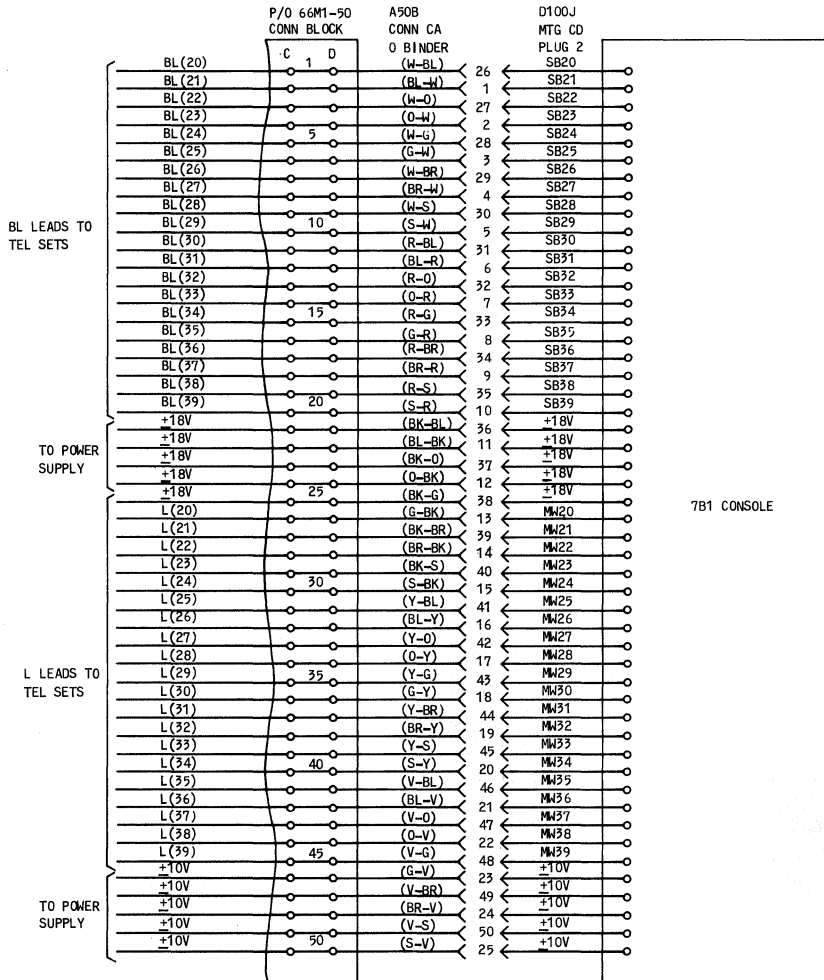 P/O 66M1-50 A50B D100J
CONN BLOCK CONN CA MTG CD
C D O BINDER PLUG 2
BL(20) 1 (W-BL) 26 SB20
BL(21) (BL-W) 1 SB21
BL(22) (W-O) 27 SB22
BL(23) (O-W) 2 SB23
BL(24) 5 (W-G) 28 SB24
BL(25) (G-W) 3 SB25
BL(26) (W-BR) 29 SB26
BL(27) (BR-W) 4 SB27
BL(28) (W-S) 30 SB28
BL(29) 10 (S-W) 5 SB29
BL(30) (R-BL) 31 SB30
BL(31) (BL-R) 6 SB31
BL(32) (R-O) 32 SB32
BL(33) (O-R) 7 SB33
BL(34) 15 (R-G) 33 SB34
BL(35) (G-R) 8 SB35
BL(36) (R-BR) 34 SB36
BL(37) (BR-R) 9 SB37
BL(38) (R-S) 35 SB38
BL(39) 20 (S-R) 10 SB39
BL LEADS TO
TEL SETS
±18V (BK-BL) 36 ±18V
±18V (BL-BK) 11 ±18V
±18V (BK-O) 37 ±18V
±18V (O-BK) 12 ±18V
±18V 25 (BK-G) 38 ±18V
TO POWER
SUPPLY
L(20) (G-BK) 13 MW20
L(21) (BK-BR) 39 MW21
L(22) (BR-BK) 14 MW22
L(23) (BK-S) 40 MW23
L(24) 30 (S-BK) 15 MW24
L(25) (Y-BL) 41 MW25
L(26) (BL-Y) 16 MW26
L(27) (Y-O) 42 MW27
L(28) (O-Y) 17 MW28
L(29) 35 (Y-G) 43 MW29
L(30) (G-Y) 18 MW30
L(31) (Y-BR) 44 MW31
L(32) (BR-Y) 19 MW32
L(33) (Y-S) 45 MW33
L(34) 40 (S-Y) 20 MW34
L(35) (V-BL) 46 MW35
L(36) (BL-V) 21 MW36
L(37) (V-O) 47 MW37
L(38) (O-V) 22 MW38
L(39) 45 (V-G) 48 MW39
L LEADS TO
TEL SETS
±10V (G-V) 23 ±10V
±10V (V-BR) 49 ±10V
±10V (BR-V) 24 ±10V
±10V (V-S) 50 ±10V
±10V 50 (S-V) 25 ±10V
TO POWER
SUPPLY
7B1 CONSOLE